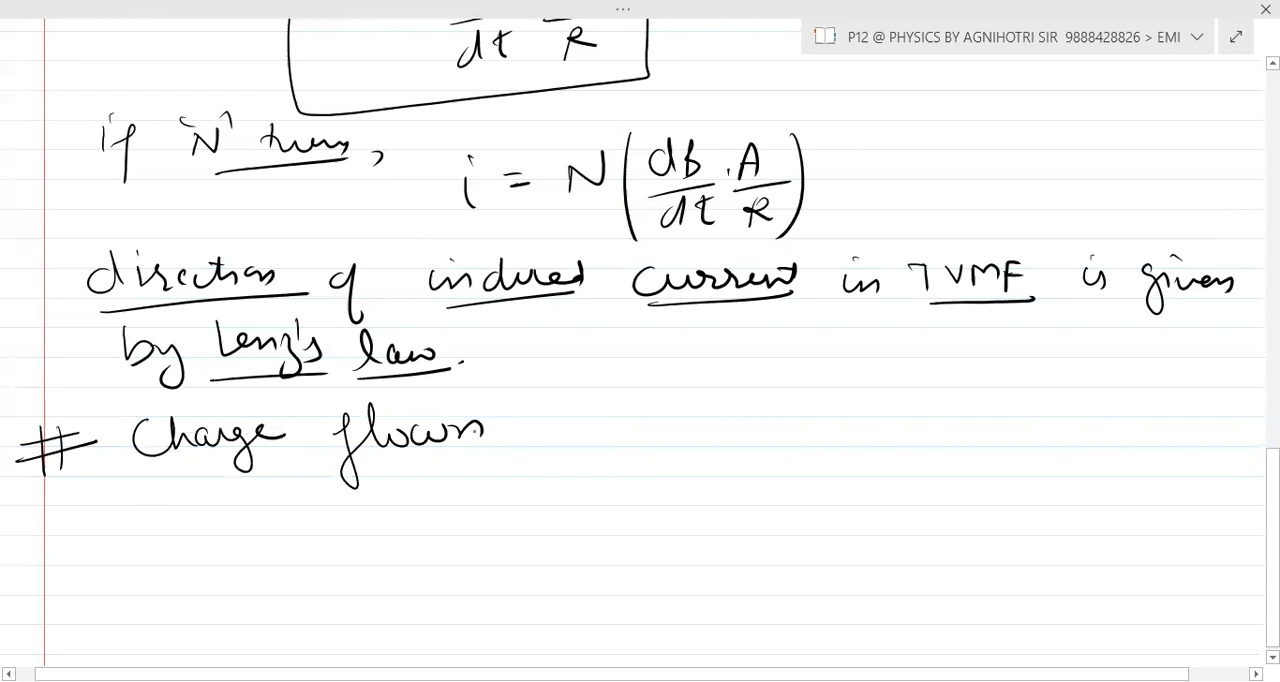 P12 @ PHYSICS BY AGNIHOTRI SIR 9888428826 > EMI
dt R
if 'N' turns, i = N(dB/dt . A/R)
direction of induced current in TVMF is given
by Lenz's law.
# Charge flown